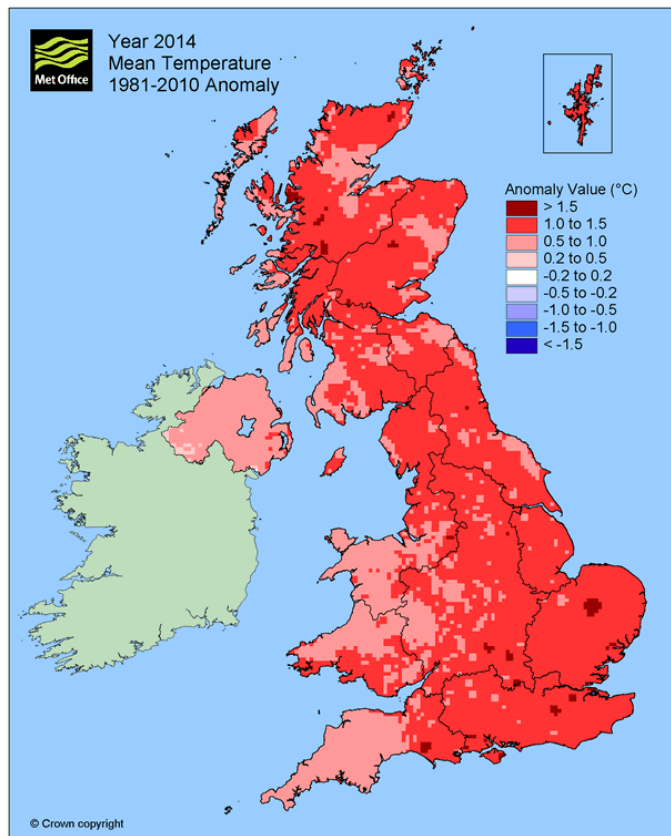 Met Office
Year 2014
Mean Temperature
1981-2010 Anomaly
Anomaly Value (°C)
> 1.5
1.0 to 1.5
0.5 to 1.0
0.2 to 0.5
-0.2 to 0.2
-0.5 to -0.2
-1.0 to -0.5
-1.5 to -1.0
< -1.5
© Crown copyright